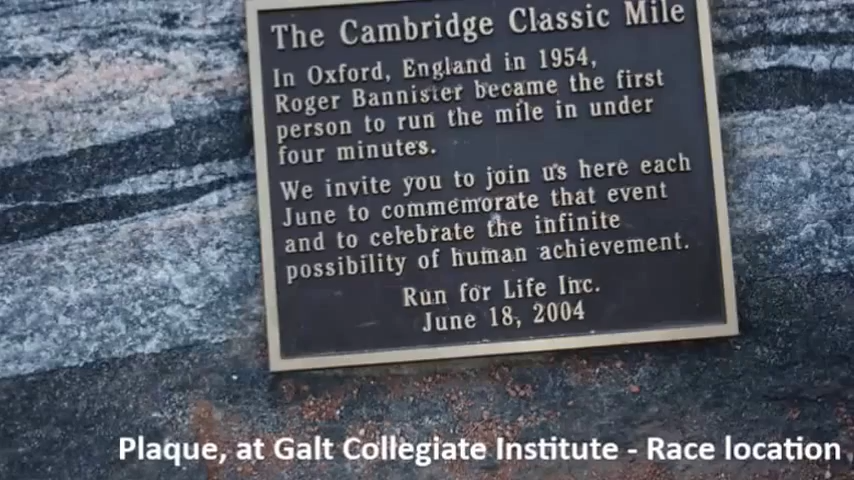 The Cambridge Classic Mile
In Oxford, England in 1954,
Roger Bannister became the first
person to run the mile in under
four minutes.
We invite you to join us here each
June to commemorate that event
and to celebrate the infinite
possibility of human achievement.
Run for Life Inc.
June 18, 2004
Plaque, at Galt Collegiate Institute - Race location